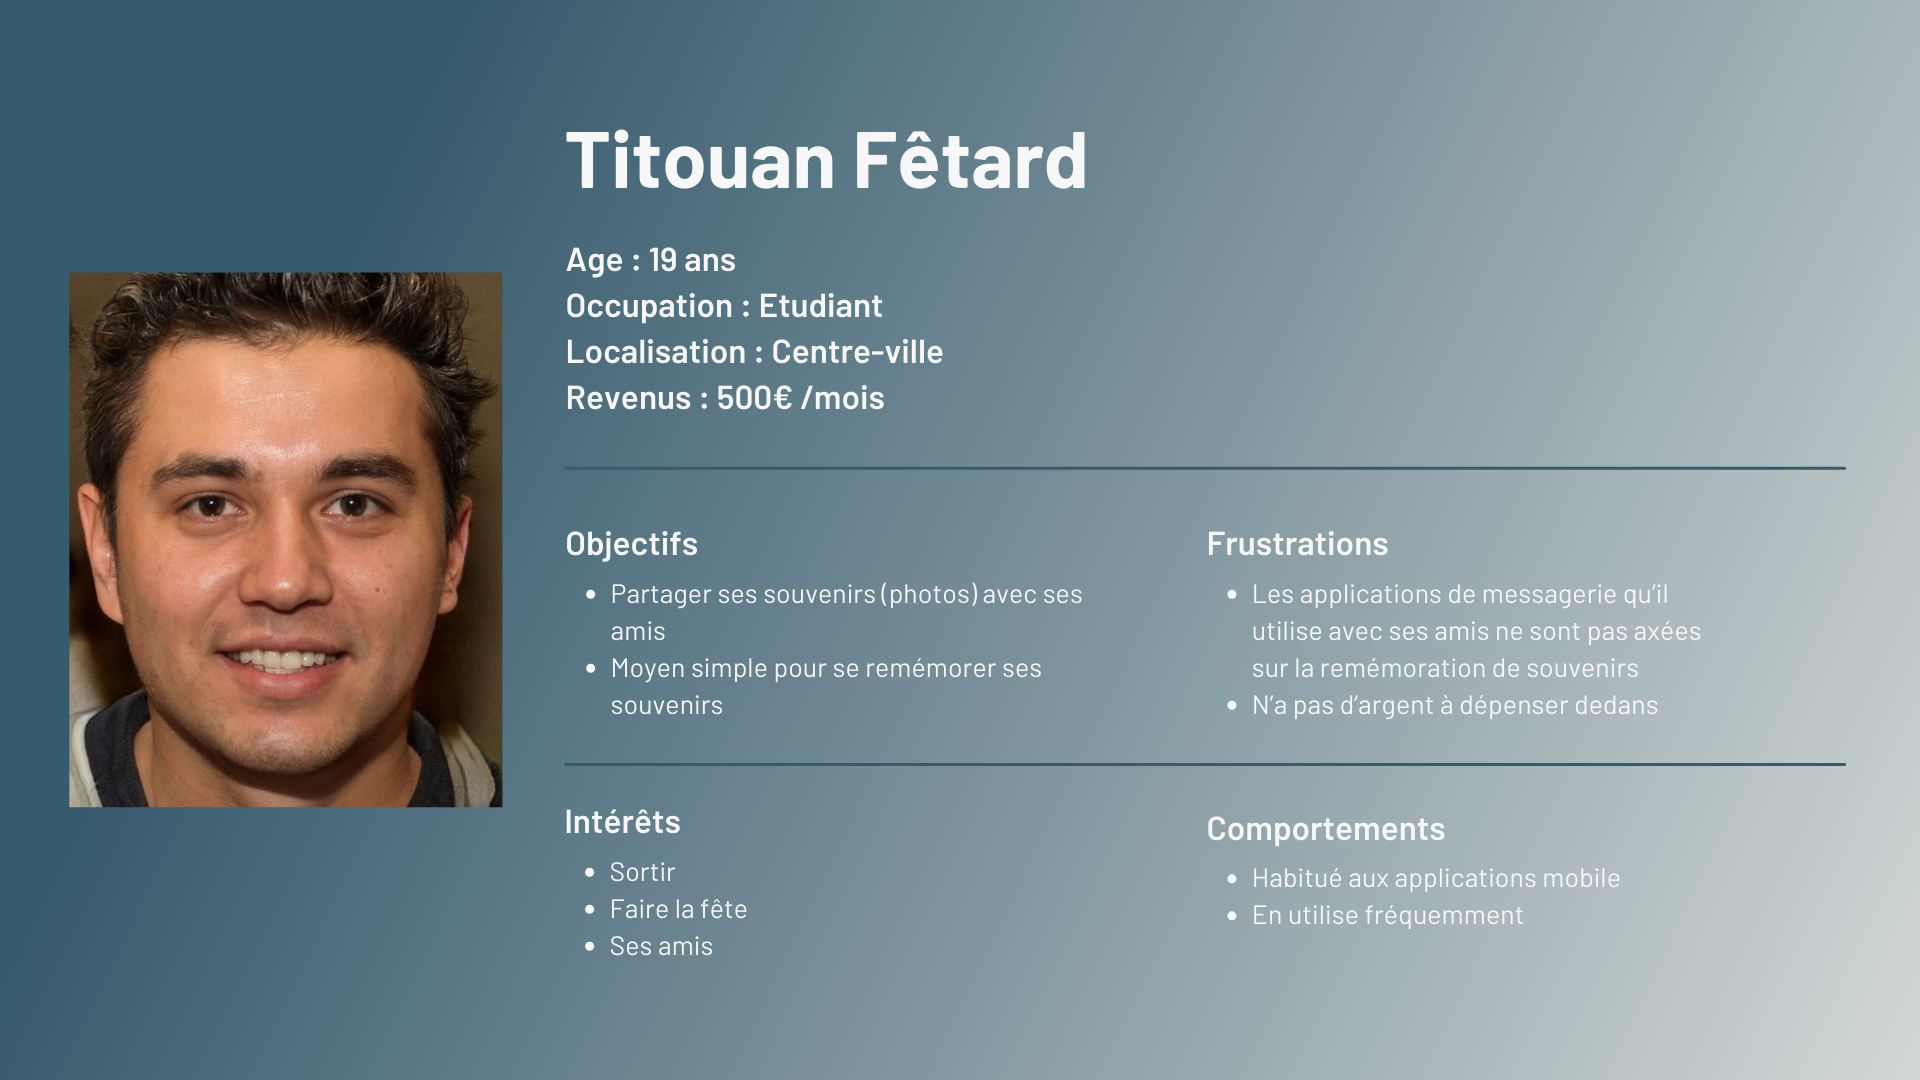 Titouan Fêtard
Age : 19 ans
Occupation : Etudiant
Localisation : Centre-ville
Revenus : 500€ /mois
Objectifs
• Partager ses souvenirs (photos) avec ses
amis
• Moyen simple pour se remémorer ses
souvenirs
Frustrations
• Les applications de messagerie qu’il
utilise avec ses amis ne sont pas axées
sur la remémoration de souvenirs
• N’a pas d’argent à dépenser dedans
Intérêts
• Sortir
• Faire la fête
• Ses amis
Comportements
• Habitué aux applications mobile
• En utilise fréquemment